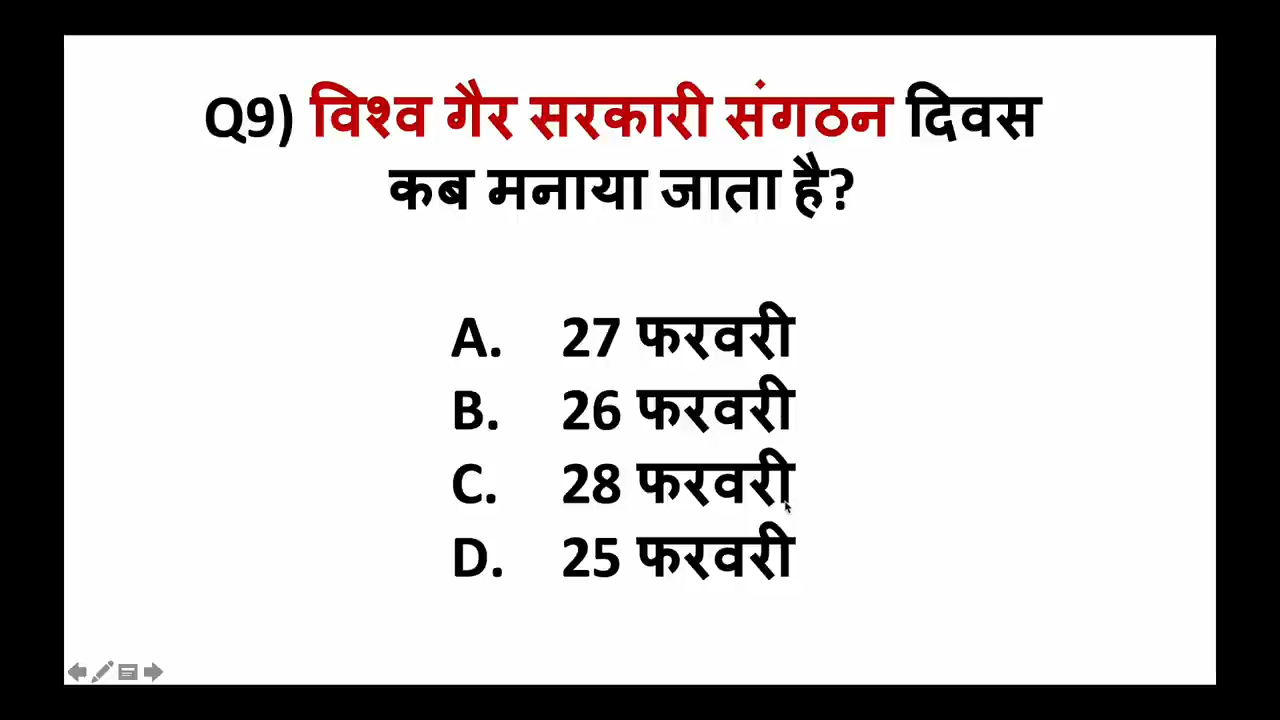 Q9) विश्व गैर सरकारी संगठन दिवस
कब मनाया जाता है?
A. 27 फरवरी
B. 26 फरवरी
C. 28 फरवरी
D. 25 फरवरी